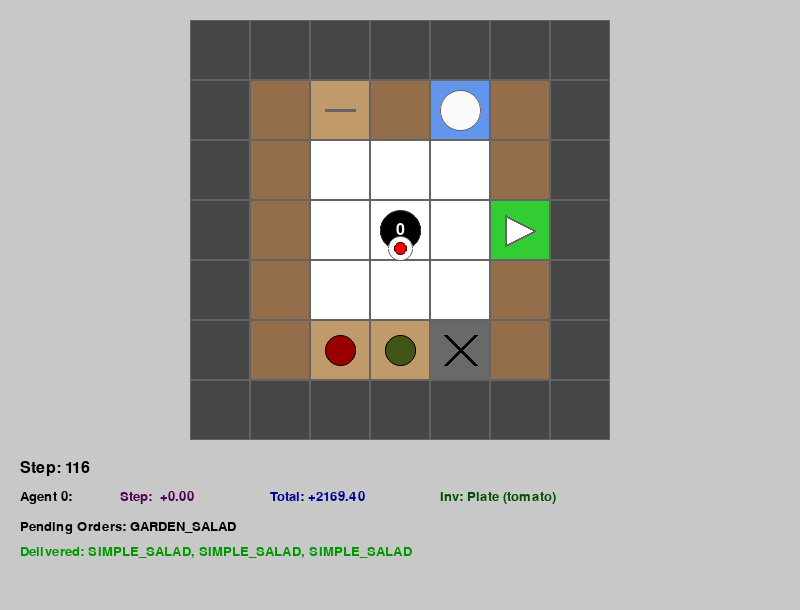 0
Step: 116
Agent 0: Step: +0.00 Total: +2169.40 Inv: Plate (tomato)
Pending Orders: GARDEN_SALAD
Delivered: SIMPLE_SALAD, SIMPLE_SALAD, SIMPLE_SALAD